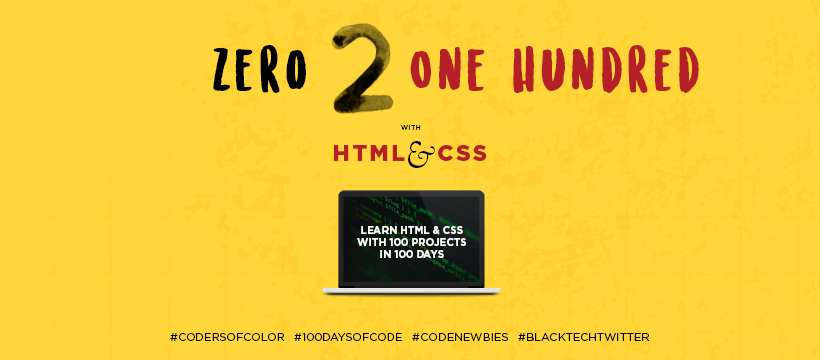 ZERO 2 ONE HUNDRED
WITH
HTML & CSS
LEARN HTML & CSS
WITH 100 PROJECTS
IN 100 DAYS
#CODERSOFCOLOR #100DAYSOFCODE #CODENEWBIES #BLACKTECHTWITTER